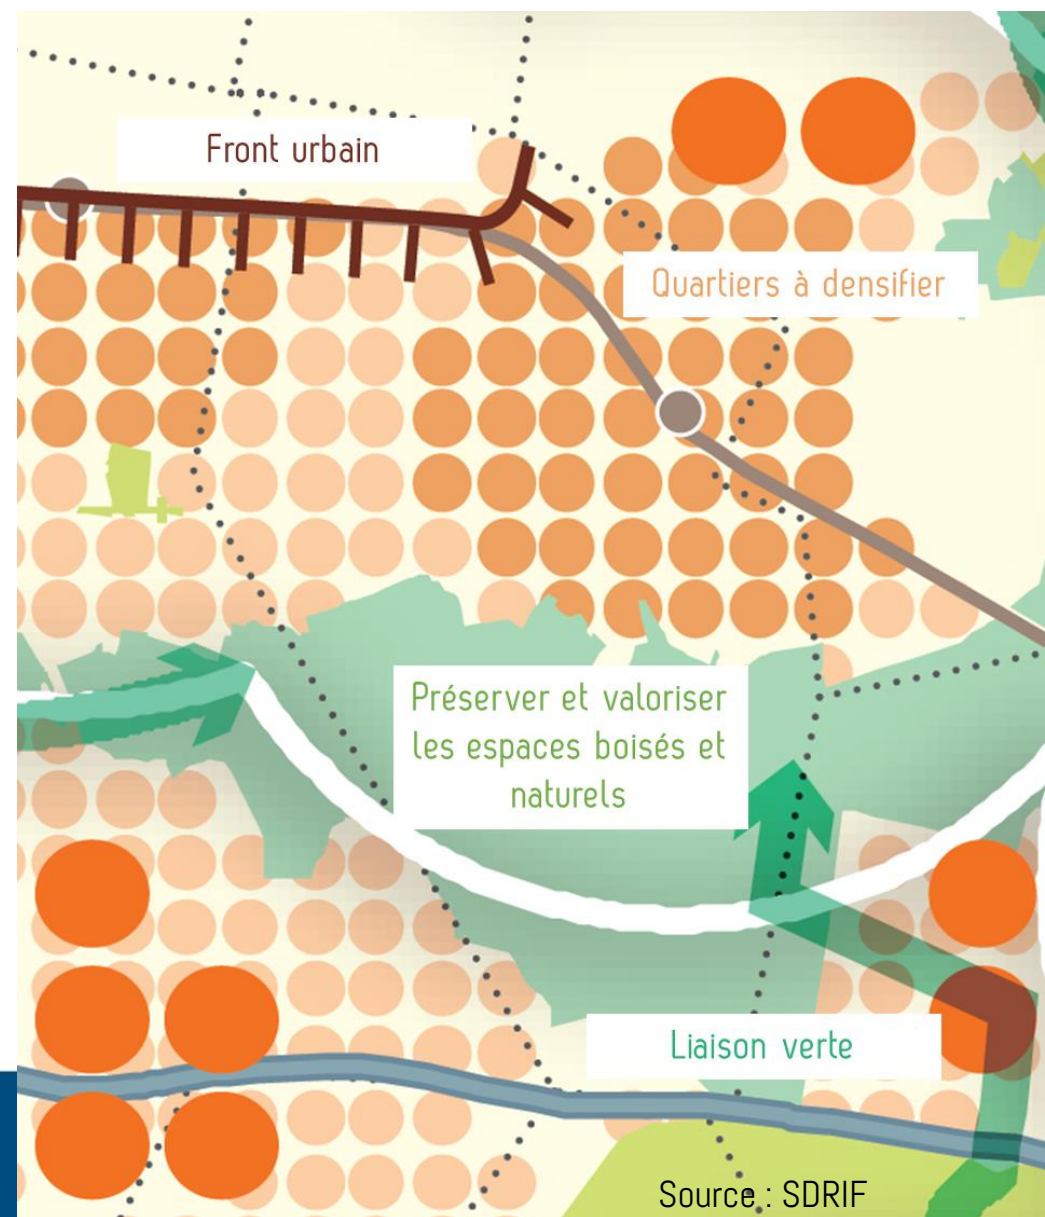 Front urbain
Quartiers à densifier
Préserver et valoriser
les espaces boisés et
naturels
Liaison verte
Source : SDRIF